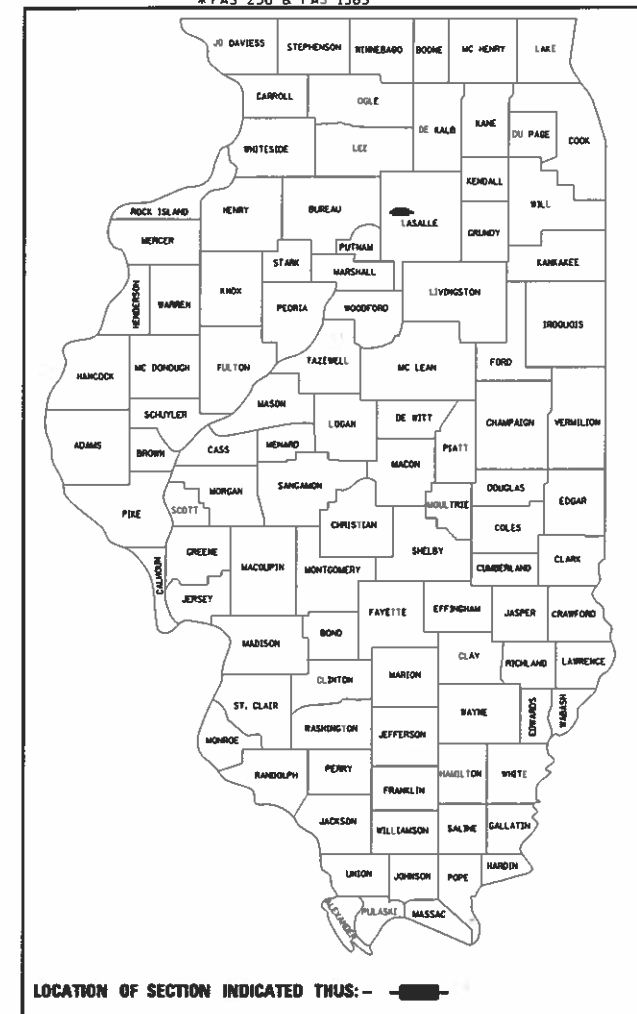 *FAS 256 & FAS 1385
JO DAVIESS STEPHENSON WINNEBAGO BOONE MC HENRY LAKE
CARROLL OGLE DE KALB KANE DU PAGE COOK
WHITESIDE LEE
KENDALL WILL
ROCK ISLAND HENRY BUREAU LASALLE GRUNDY
MERCER PUTNAM
STARK MARSHALL KANKAKEE
HENDERSON WARREN KNOX PEORIA WOODFORD LIVINGSTON
IROQUOIS
HANCOCK MC DONOUGH FULTON TAZEWELL MC LEAN FORD
SCHUYLER MASON LOGAN DE WITT CHAMPAIGN VERMILION
ADAMS BROWN CASS MENARD MACON PIATT
PIKE SCOTT MORGAN SANGAMON MOULTRIE DOUGLAS EDGAR
CHRISTIAN COLES
CALHOUN GREENE MACOUPIN MONTGOMERY SHELBY CUMBERLAND CLARK
JERSEY
FAYETTE EFFINGHAM JASPER CRAWFORD
MADISON BOND
CLAY RICHLAND LAWRENCE
CLINTON MARION
ST. CLAIR WAYNE EDWARDS WABASH
MONROE WASHINGTON JEFFERSON
RANDOLPH PERRY HAMILTON WHITE
FRANKLIN
JACKSON WILLIAMSON SALINE GALLATIN
UNION JOHNSON POPE HARDIN
ALEXANDER PULASKI MASSAC
LOCATION OF SECTION INDICATED THUS:-